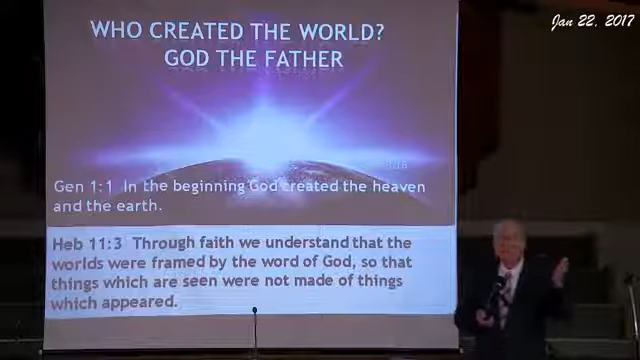 Jan 22, 2017
WHO CREATED THE WORLD?
GOD THE FATHER
Gen 1:1 In the beginning God created the heaven
and the earth.
Heb 11:3 Through faith we understand that the
worlds were framed by the word of God, so that
things which are seen were not made of things
which appeared.